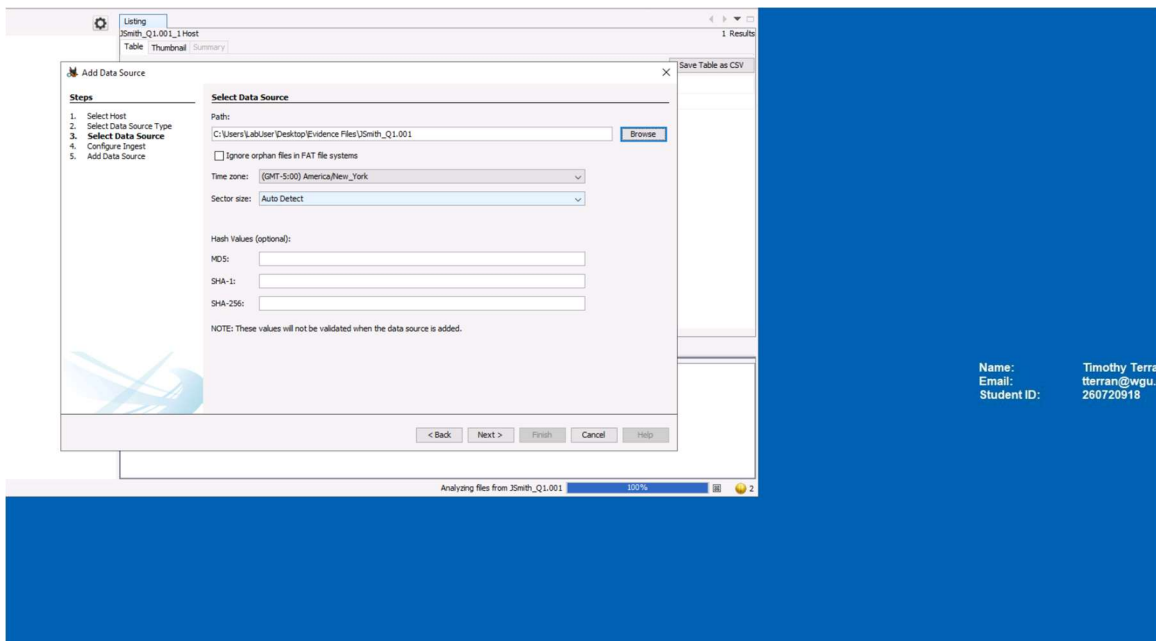 Listing
JSmith_Q1.001_1 Host
1 Results
Table Thumbnail Summary
Save Table as CSV
Add Data Source
Steps
1. Select Host
2. Select Data Source Type
3. Select Data Source
4. Configure Ingest
5. Add Data Source
Select Data Source
Path:
C:\Users\LabUser\Desktop\Evidence Files\JSmith_Q1.001
Browse
Ignore orphan files in FAT file systems
Time zone: (GMT-5:00) America/New_York
Sector size: Auto Detect
Hash Values (optional):
MD5:
SHA-1:
SHA-256:
NOTE: These values will not be validated when the data source is added.
< Back Next > Finish Cancel Help
Analyzing files from JSmith_Q1.001 100% 2
Name: Timothy Terra
Email: tterran@wgu.
Student ID: 260720918